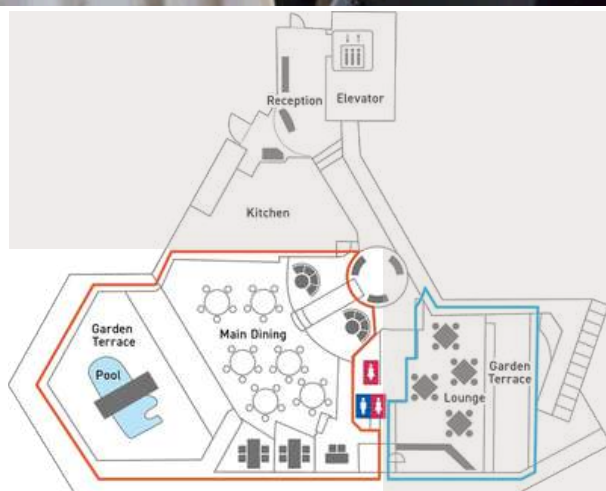 Reception
Elevator
Kitchen
Garden
Terrace
Main Dining
Pool
Garden
Terrace
Lounge